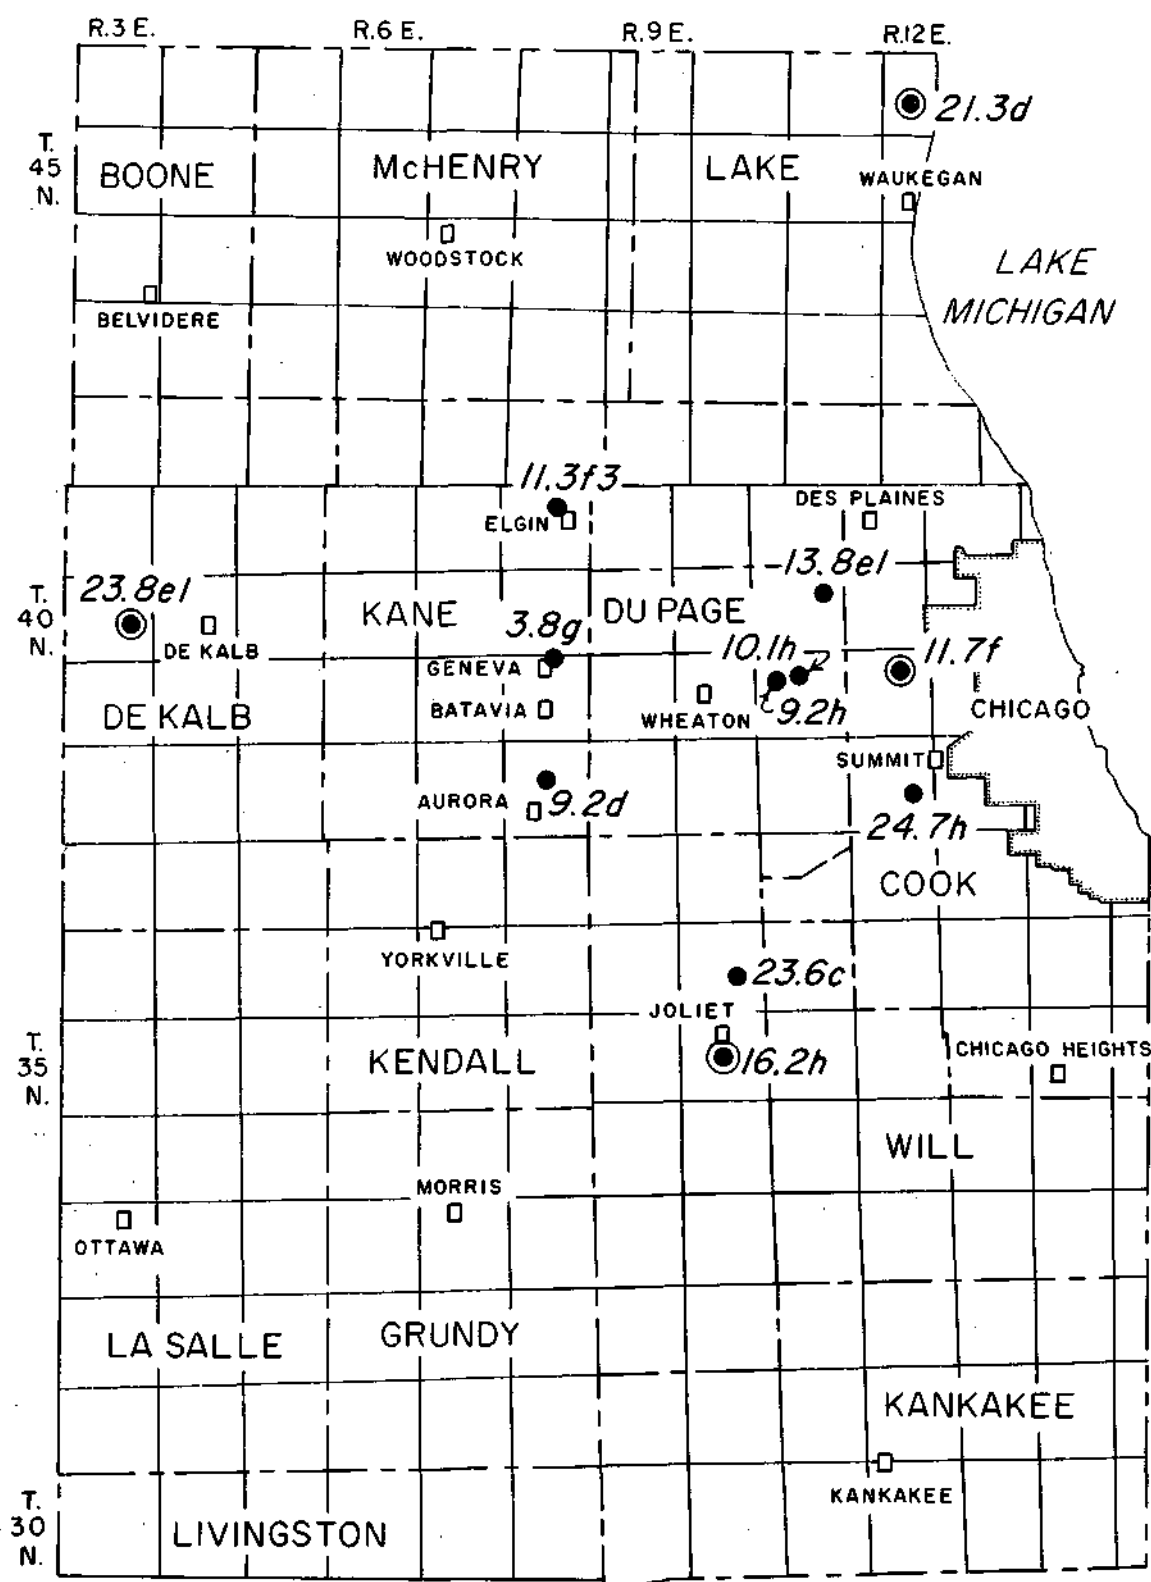 R.3 E.
R.6 E.
R.9 E.
R.12 E.
21.3d
T.
45
N.
BOONE
McHENRY
LAKE
WAUKEGAN
WOODSTOCK
LAKE
MICHIGAN
BELVIDERE
11.3f3
ELGIN
DES PLAINES
13.8e1
23.8e1
T.
40
N.
KANE
DU PAGE
3.8g
DE KALB
10.1h
11.7f
GENEVA
BATAVIA
DE KALB
WHEATON
9.2h
CHICAGO
SUMMIT
AURORA
9.2d
24.7h
COOK
YORKVILLE
23.6c
JOLIET
T.
35
N.
KENDALL
16.2h
CHICAGO HEIGHTS
WILL
MORRIS
OTTAWA
LA SALLE
GRUNDY
KANKAKEE
KANKAKEE
T.
30
N.
LIVINGSTON